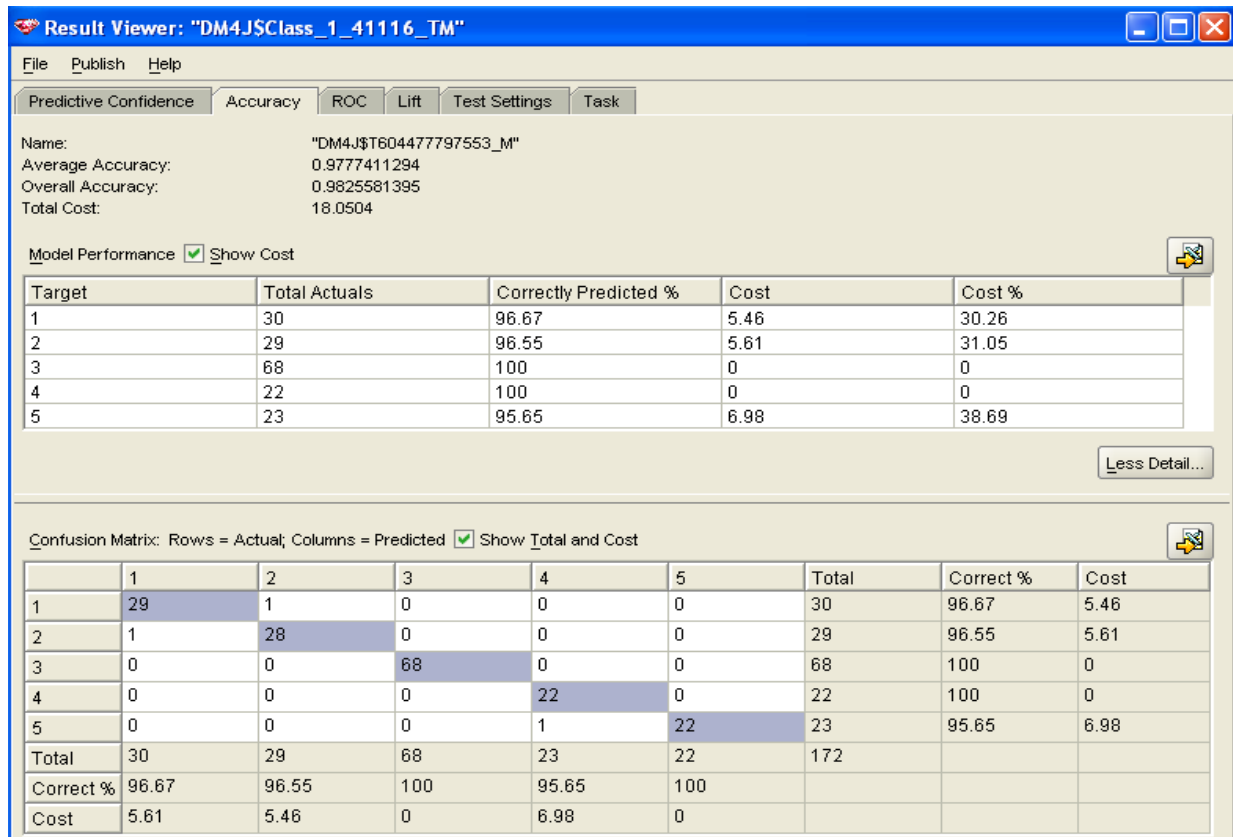 Result Viewer: "DM4J$Class_1_41116_TM"
File Publish Help
Predictive Confidence Accuracy ROC Lift Test Settings Task
Name: "DM4J$T604477797553_M"
Average Accuracy: 0.9777411294
Overall Accuracy: 0.9825581395
Total Cost: 18.0504
Model Performance Show Cost
Target Total Actuals Correctly Predicted % Cost Cost %
1 30 96.67 5.46 30.26
2 29 96.55 5.61 31.05
3 68 100 0 0
4 22 100 0 0
5 23 95.65 6.98 38.69
Less Detail...
Confusion Matrix: Rows = Actual; Columns = Predicted Show Total and Cost
1 2 3 4 5 Total Correct % Cost
1 29 1 0 0 0 30 96.67 5.46
2 1 28 0 0 0 29 96.55 5.61
3 0 0 68 0 0 68 100 0
4 0 0 0 22 0 22 100 0
5 0 0 0 1 22 23 95.65 6.98
Total 30 29 68 23 22 172
Correct % 96.67 96.55 100 95.65 100
Cost 5.61 5.46 0 6.98 0